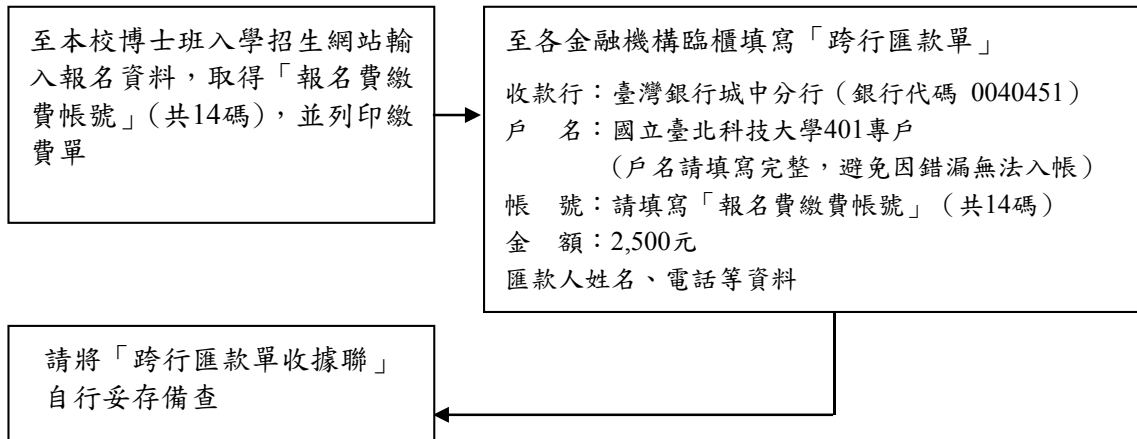 至本校博士班入學招生網站輸
入報名資料，取得「報名費繳
費帳號」（共14碼），並列印繳
費單
至各金融機構臨櫃填寫「跨行匯款單」
收款行：臺灣銀行城中分行（銀行代碼 0040451）
戶　名：國立臺北科技大學401專戶
（戶名請填寫完整，避免因錯漏無法入帳）
帳　號：請填寫「報名費繳費帳號」（共14碼）
金　額：2,500元
匯款人姓名、電話等資料
請將「跨行匯款單收據聯」
自行妥存備查